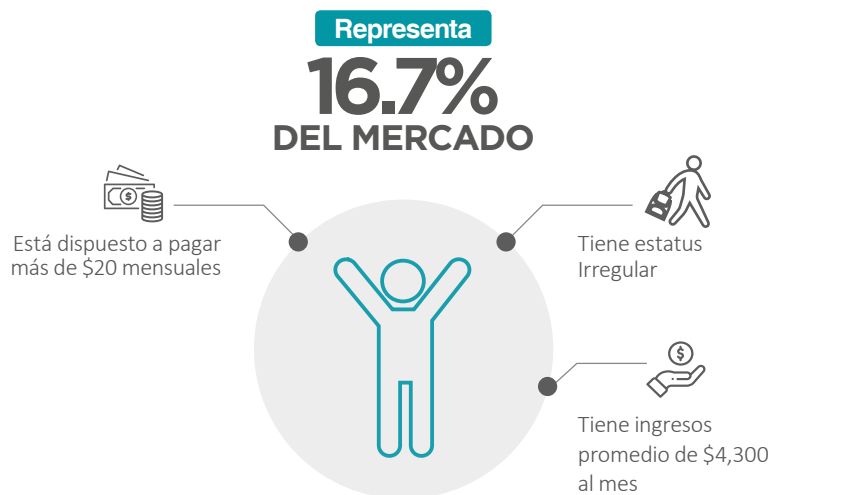 Representa
16.7%
DEL MERCADO
Está dispuesto a pagar
más de $20 mensuales
Tiene estatus
Irregular
Tiene ingresos
promedio de $4,300
al mes